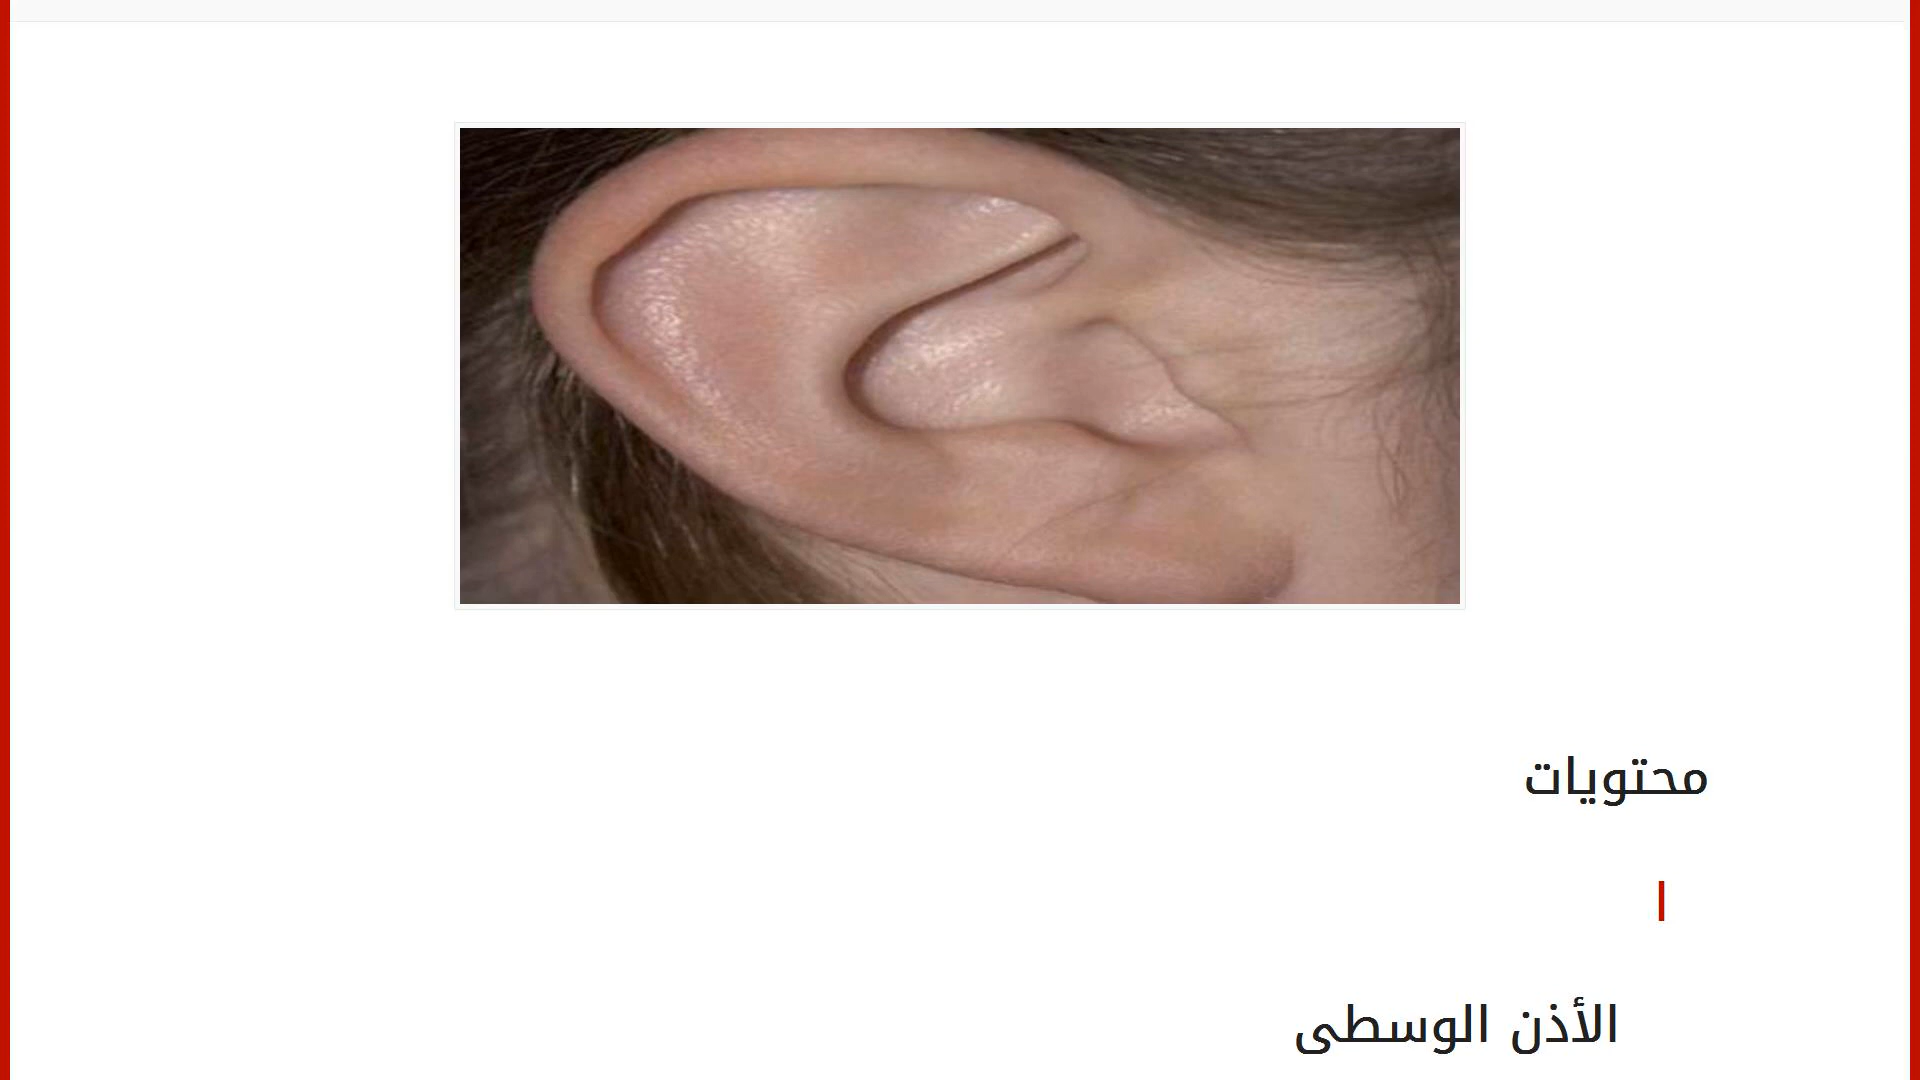 محتويات
ا
الأذن الوسطى